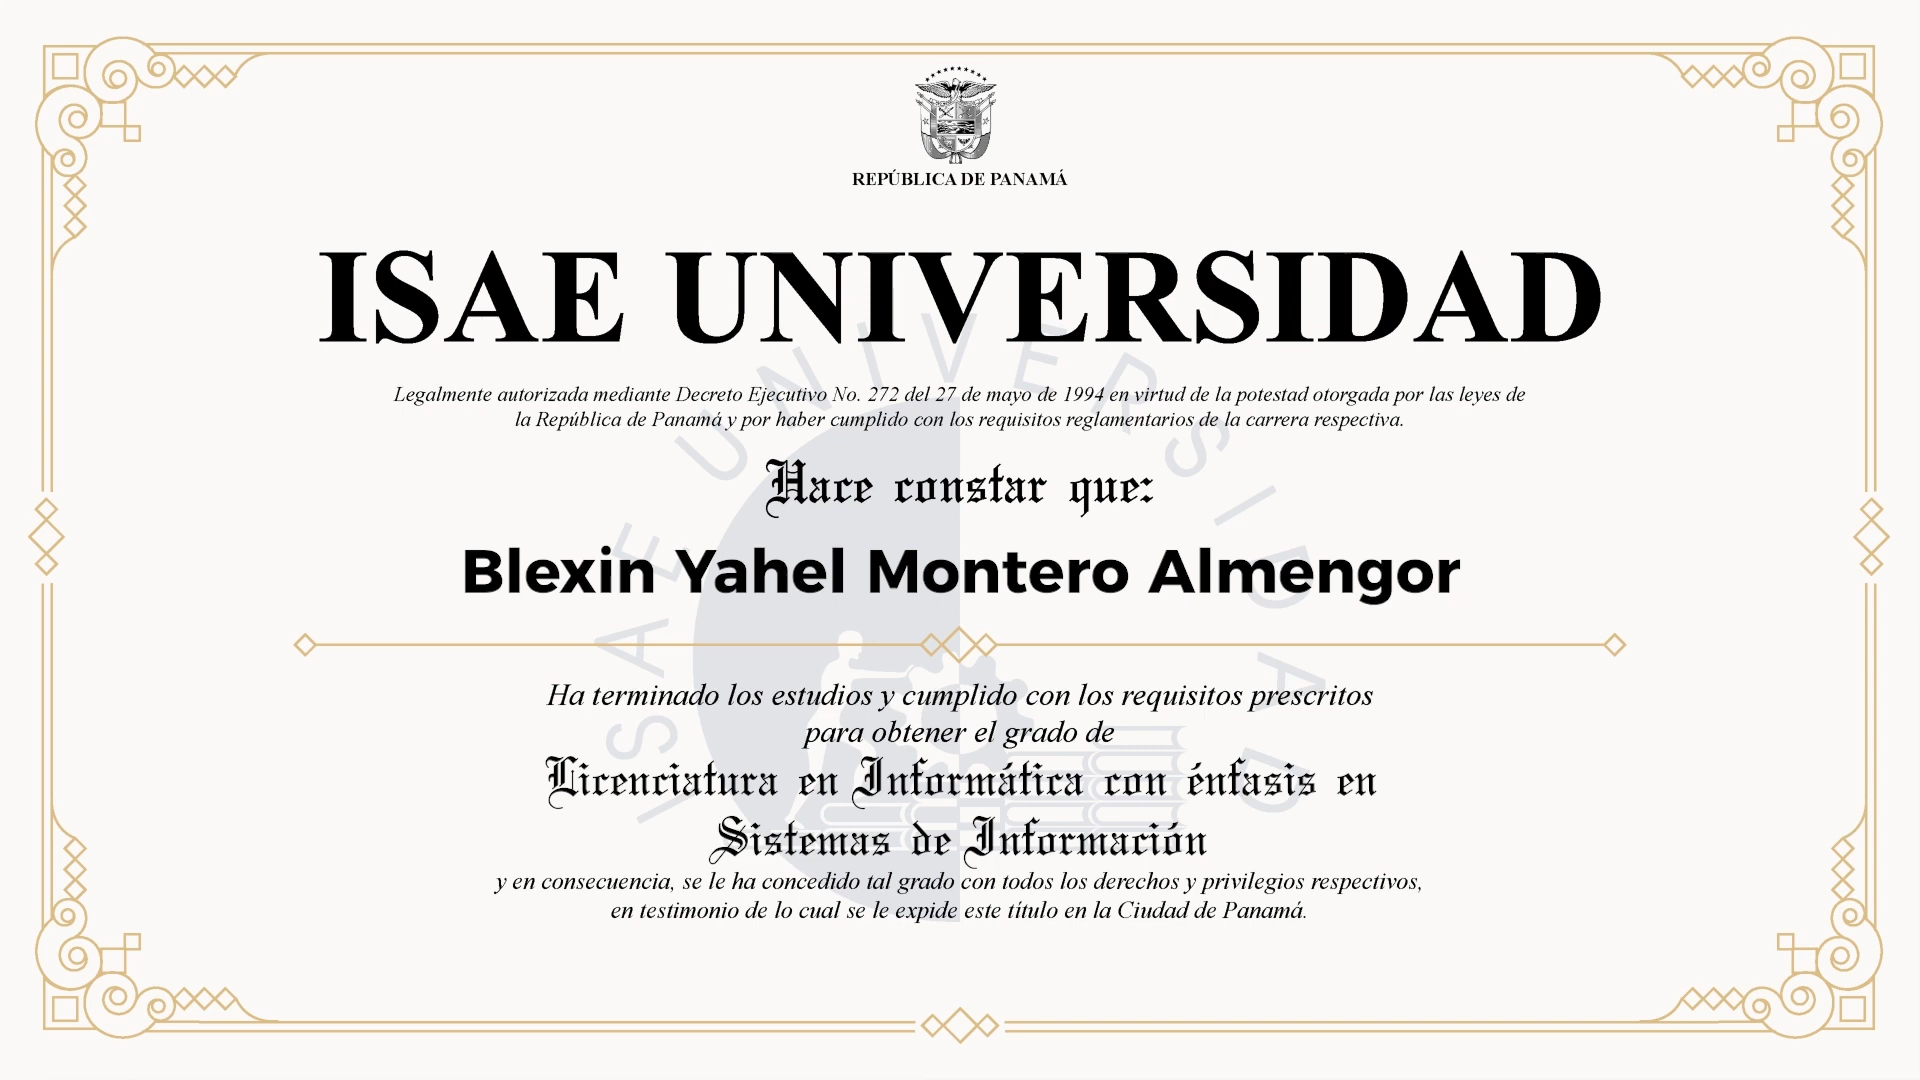 REPÚBLICA DE PANAMÁ
ISAE UNIVERSIDAD
Legalmente autorizada mediante Decreto Ejecutivo No. 272 del 27 de mayo de 1994 en virtud de la potestad otorgada por las leyes de
la República de Panamá y por haber cumplido con los requisitos reglamentarios de la carrera respectiva.
Hace constar que:
Blexin Yahel Montero Almengor
Ha terminado los estudios y cumplido con los requisitos prescritos
para obtener el grado de
Licenciatura en Informática con énfasis en
Sistemas de Información
y en consecuencia, se le ha concedido tal grado con todos los derechos y privilegios respectivos,
en testimonio de lo cual se le expide este título en la Ciudad de Panamá.
ISAE UNIVERSIDAD